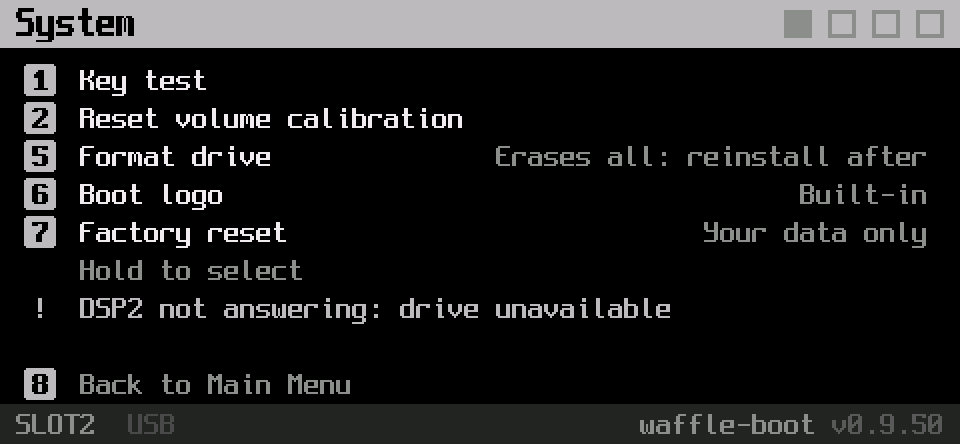 System
1 Key test
2 Reset volume calibration
5 Format drive Erases all: reinstall after
6 Boot logo Built-in
7 Factory reset Your data only
Hold to select
! DSP2 not answering: drive unavailable
8 Back to Main Menu
SLOT2 USB waffle-boot v0.9.50